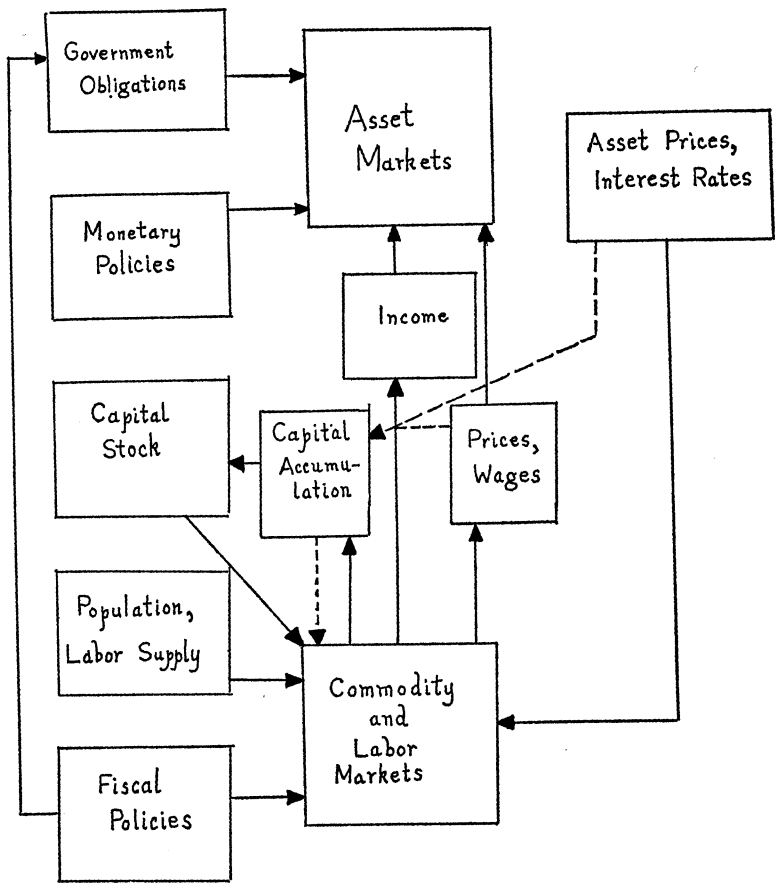 Government
Obligations
Asset
Markets
Asset Prices,
Interest Rates
Monetary
Policies
Income
Capital
Stock
Capital
Accumu-
lation
Prices,
Wages
Population,
Labor Supply
Commodity
and
Labor
Markets
Fiscal
Policies